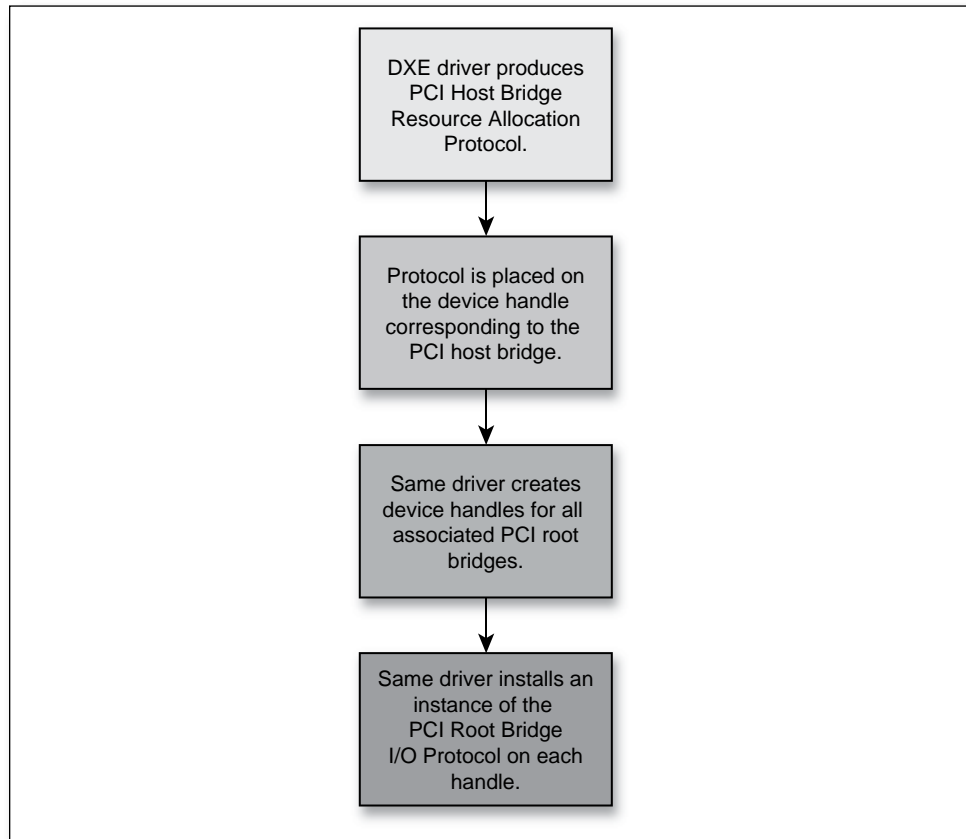 DXE driver produces
PCI Host Bridge
Resource Allocation
Protocol.
Protocol is placed on
the device handle
corresponding to the
PCI host bridge.
Same driver creates
device handles for all
associated PCI root
bridges.
Same driver installs an
instance of the
PCI Root Bridge
I/O Protocol on each
handle.